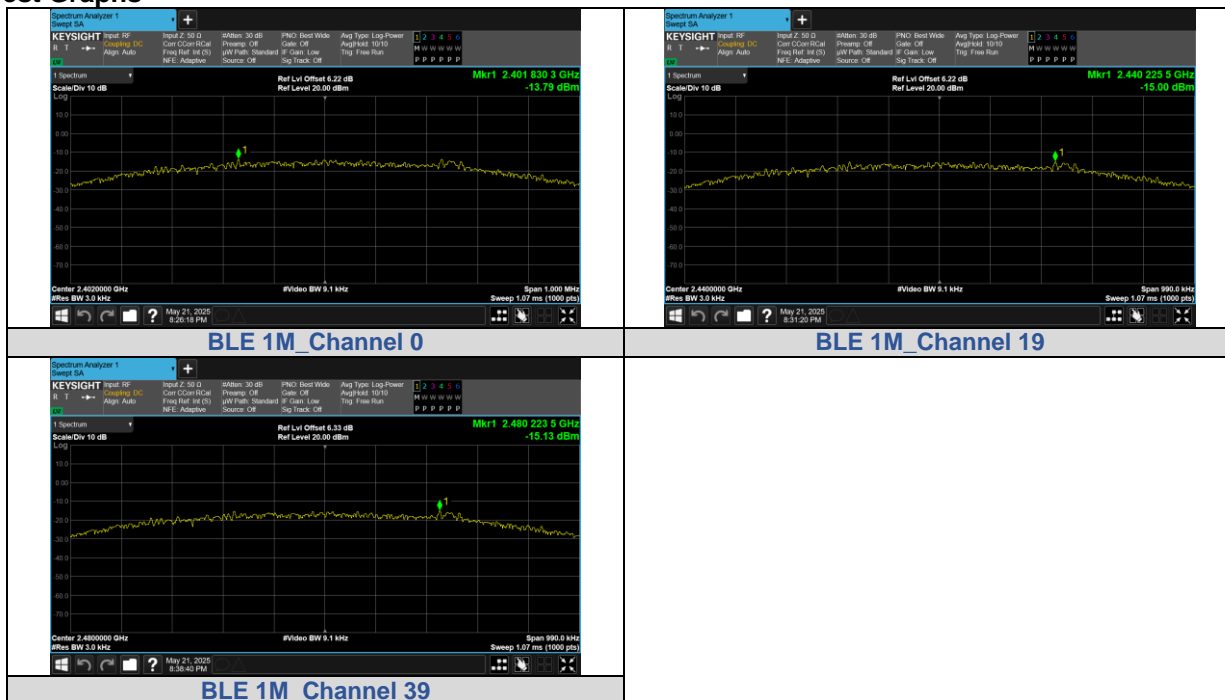 est Graphs
Spectrum Analyzer 1
Swept SA
+
KEYSIGHT Input: RF
R T Coupling: DC
Align: Auto
Input Z: 50 Ω
Corr CCorr RCal
Freq Ref: Int (S)
NFE: Adaptive
#Atten: 30 dB
Preamp: Off
µW Path: Standard
Source: Off
PNO: Best Wide
Gate: Off
IF Gain: Low
Sig Track: Off
Avg Type: Log-Power
Avg|Hold: 10/10
Trig: Free Run
1 2 3 4 5 6
M W W W W W
P P P P P P
1 Spectrum
Scale/Div 10 dB
Log
Ref Lvl Offset 6.22 dB
Ref Level 20.00 dBm
Mkr1 2.401 830 3 GHz
-13.79 dBm
10.0
0.00
-10.0
-20.0
-30.0
-40.0
-50.0
-60.0
-70.0
1
Center 2.4020000 GHz
#Res BW 3.0 kHz
#Video BW 9.1 kHz
Span 1.000 MHz
Sweep 1.07 ms (1000 pts)
?
May 21, 2025
8:26:18 PM
BLE 1M_Channel 0
Spectrum Analyzer 1
Swept SA
+
KEYSIGHT Input: RF
R T Coupling: DC
Align: Auto
Input Z: 50 Ω
Corr CCorr RCal
Freq Ref: Int (S)
NFE: Adaptive
#Atten: 30 dB
Preamp: Off
µW Path: Standard
Source: Off
PNO: Best Wide
Gate: Off
IF Gain: Low
Sig Track: Off
Avg Type: Log-Power
Avg|Hold: 10/10
Trig: Free Run
1 2 3 4 5 6
M W W W W W
P P P P P P
1 Spectrum
Scale/Div 10 dB
Log
Ref Lvl Offset 6.22 dB
Ref Level 20.00 dBm
Mkr1 2.440 225 5 GHz
-15.00 dBm
10.0
0.00
-10.0
-20.0
-30.0
-40.0
-50.0
-60.0
-70.0
1
Center 2.4400000 GHz
#Res BW 3.0 kHz
#Video BW 9.1 kHz
Span 990.0 kHz
Sweep 1.07 ms (1000 pts)
?
May 21, 2025
8:31:20 PM
BLE 1M_Channel 19
Spectrum Analyzer 1
Swept SA
+
KEYSIGHT Input: RF
R T Coupling: DC
Align: Auto
Input Z: 50 Ω
Corr CCorr RCal
Freq Ref: Int (S)
NFE: Adaptive
#Atten: 30 dB
Preamp: Off
µW Path: Standard
Source: Off
PNO: Best Wide
Gate: Off
IF Gain: Low
Sig Track: Off
Avg Type: Log-Power
Avg|Hold: 10/10
Trig: Free Run
1 2 3 4 5 6
M W W W W W
P P P P P P
1 Spectrum
Scale/Div 10 dB
Log
Ref Lvl Offset 6.33 dB
Ref Level 20.00 dBm
Mkr1 2.480 223 5 GHz
-15.13 dBm
10.0
0.00
-10.0
-20.0
-30.0
-40.0
-50.0
-60.0
-70.0
1
Center 2.4800000 GHz
#Res BW 3.0 kHz
#Video BW 9.1 kHz
Span 990.0 kHz
Sweep 1.07 ms (1000 pts)
?
May 21, 2025
8:38:40 PM
BLE 1M_Channel 39